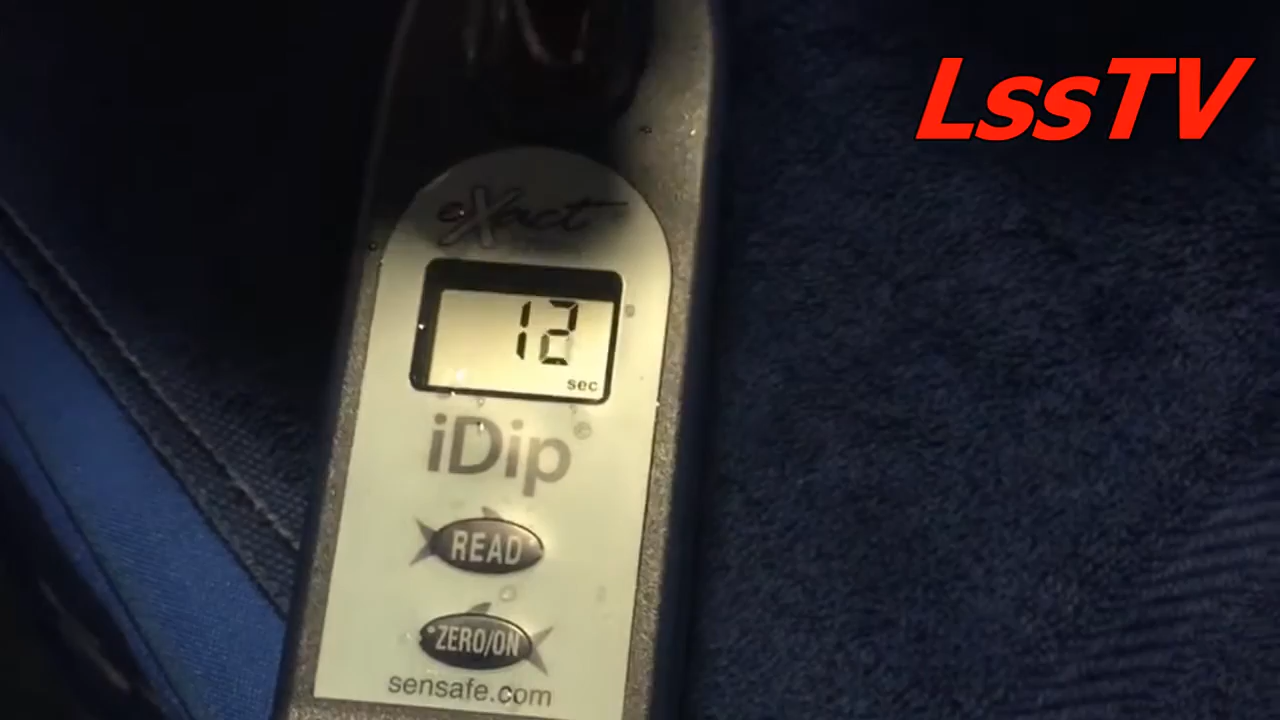 LssTV
eXact
12
sec
iDip®
READ
ZERO/ON
sensafe.com